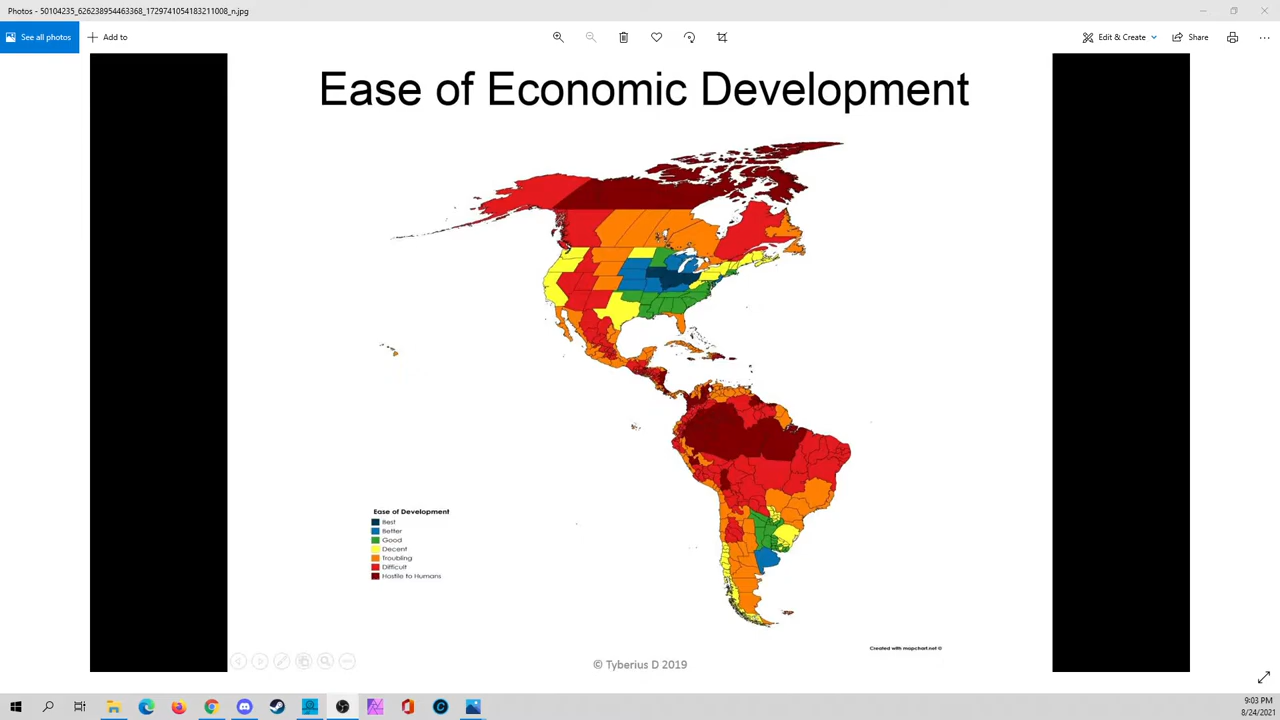 Photos - 50104235_626238954463368_1729741054183211008_n.jpg
See all photos
Add to
Edit & Create
Share
Ease of Economic Development
Ease of Development
Best
Better
Good
Decent
Troubling
Difficult
Hostile to Humans
Created with mapchart.net ©
© Tyberius D 2019
9:03 PM
8/24/2021